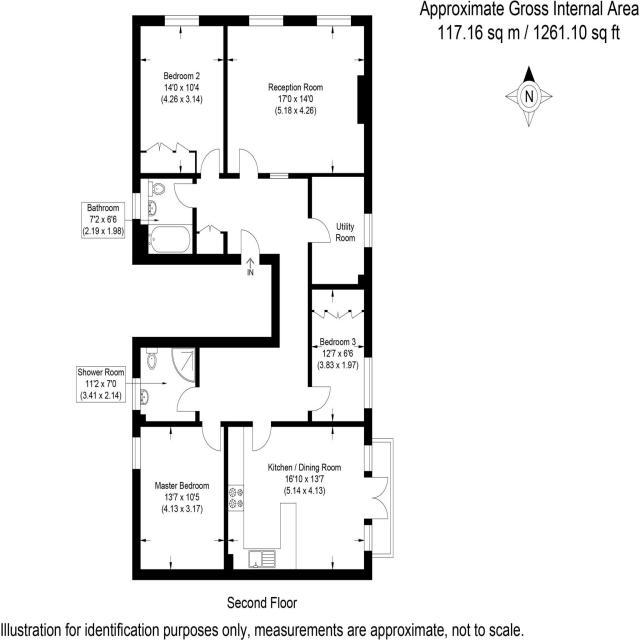 Approximate Gross Internal Area
117.16 sq m / 1261.10 sq ft
N
Bedroom 2
14'0 x 10'4
(4.26 x 3.14)
Reception Room
17'0 x 14'0
(5.18 x 4.26)
Bathroom
7'2 x 6'6
(2.19 x 1.98)
Utility
Room
IN
Bedroom 3
12'7 x 6'6
(3.83 x 1.97)
Shower Room
11'2 x 7'0
(3.41 x 2.14)
Master Bedroom
13'7 x 10'5
(4.13 x 3.17)
Kitchen / Dining Room
16'10 x 13'7
(5.14 x 4.13)
Second Floor
Illustration for identification purposes only, measurements are approximate, not to scale.